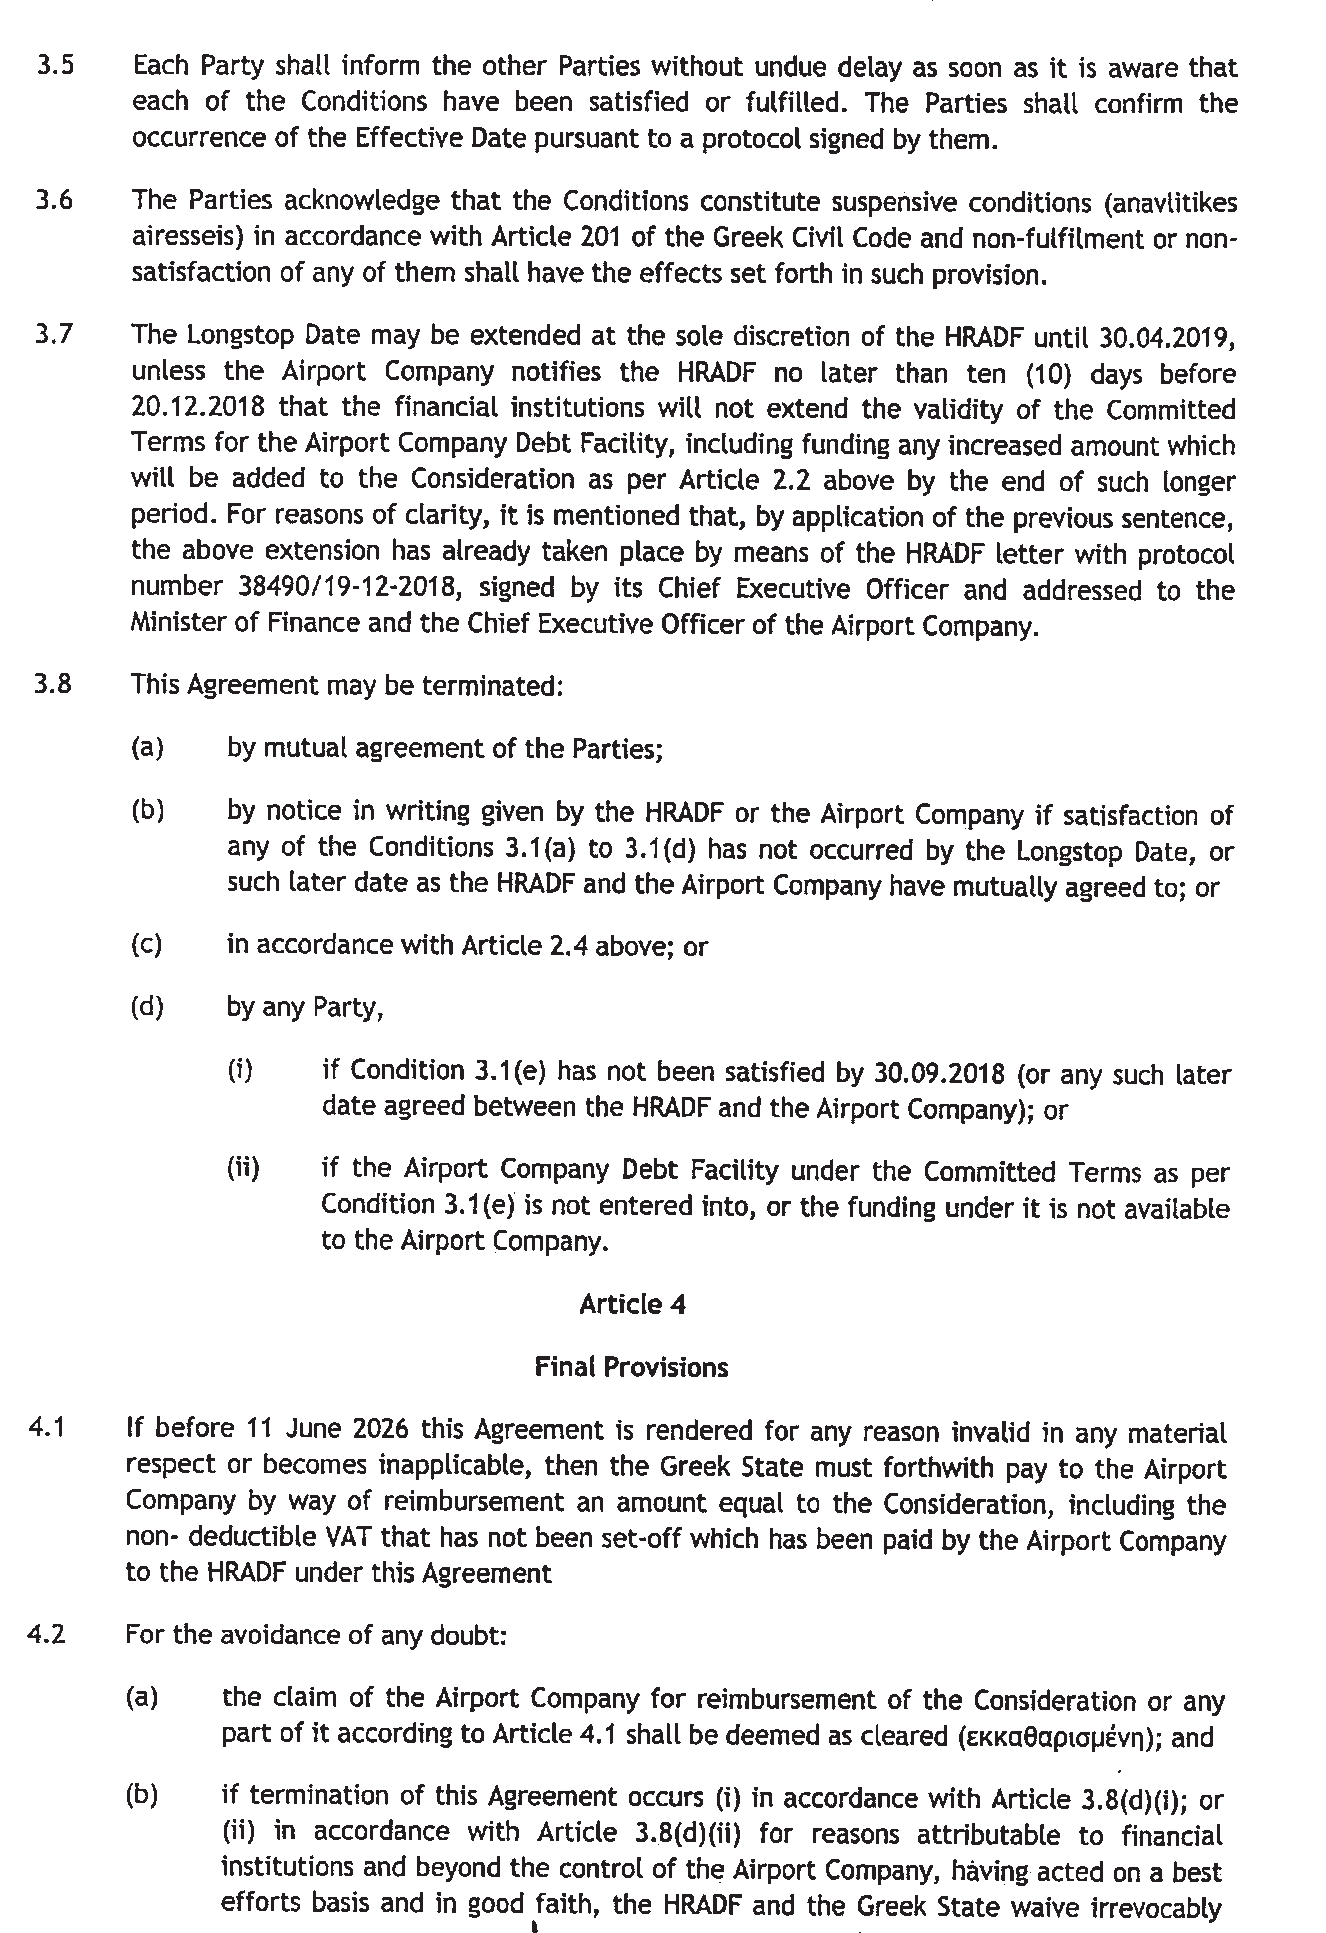 3.5 Each Party shall inform the other Parties without undue delay as soon as it is aware that
each of the Conditions have been satisfied or fulfilled. The Parties shall confirm the
occurrence of the Effective Date pursuant to a protocol signed by them.
3.6 The Parties acknowledge that the Conditions constitute suspensive conditions (anavlitikes
airesseis) in accordance with Article 201 of the Greek Civil Code and non-fulfilment or non-
satisfaction of any of them shall have the effects set forth in such provision.
3.7 The Longstop Date may be extended at the sole discretion of the HRADF until 30.04.2019,
unless the Airport Company notifies the HRADF no later than ten (10) days before
20.12.2018 that the financial institutions will not extend the validity of the Committed
Terms for the Airport Company Debt Facility, including funding any increased amount which
will be added to the Consideration as per Article 2.2 above by the end of such longer
period. For reasons of clarity, it is mentioned that, by application of the previous sentence,
the above extension has already taken place by means of the HRADF letter with protocol
number 38490/19-12-2018, signed by its Chief Executive Officer and addressed to the
Minister of Finance and the Chief Executive Officer of the Airport Company.
3.8 This Agreement may be terminated:
(a) by mutual agreement of the Parties;
(b) by notice in writing given by the HRADF or the Airport Company if satisfaction of
any of the Conditions 3.1(a) to 3.1(d) has not occurred by the Longstop Date, or
such later date as the HRADF and the Airport Company have mutually agreed to; or
(c) in accordance with Article 2.4 above; or
(d) by any Party,
(i) if Condition 3.1(e) has not been satisfied by 30.09.2018 (or any such later
date agreed between the HRADF and the Airport Company); or
(ii) if the Airport Company Debt Facility under the Committed Terms as per
Condition 3.1(e) is not entered into, or the funding under it is not available
to the Airport Company.
Article 4
Final Provisions
4.1 If before 11 June 2026 this Agreement is rendered for any reason invalid in any material
respect or becomes inapplicable, then the Greek State must forthwith pay to the Airport
Company by way of reimbursement an amount equal to the Consideration, including the
non- deductible VAT that has not been set-off which has been paid by the Airport Company
to the HRADF under this Agreement
4.2 For the avoidance of any doubt:
(a) the claim of the Airport Company for reimbursement of the Consideration or any
part of it according to Article 4.1 shall be deemed as cleared (εκκαθαρισμένη); and
(b) if termination of this Agreement occurs (i) in accordance with Article 3.8(d)(i); or
(ii) in accordance with Article 3.8(d)(ii) for reasons attributable to financial
institutions and beyond the control of the Airport Company, having acted on a best
efforts basis and in good faith, the HRADF and the Greek State waive irrevocably